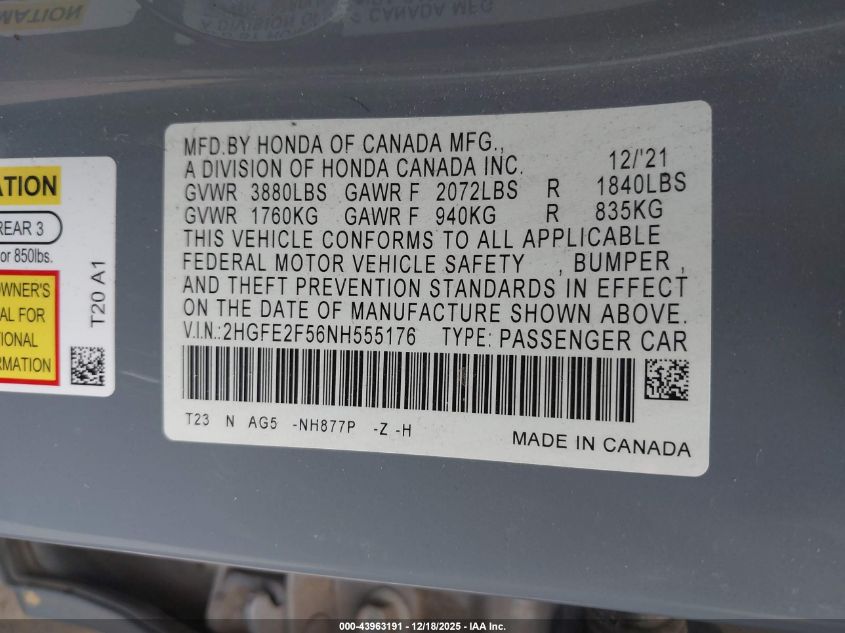 MFD.BY HONDA OF CANADA MFG.,
A DIVISION OF HONDA CANADA INC. 12/'21
GVWR 3880LBS GAWR F 2072LBS R 1840LBS
GVWR 1760KG GAWR F 940KG R 835KG
THIS VEHICLE CONFORMS TO ALL APPLICABLE
FEDERAL MOTOR VEHICLE SAFETY , BUMPER ,
AND THEFT PREVENTION STANDARDS IN EFFECT
ON THE DATE OF MANUFACTURE SHOWN ABOVE.
V.I.N.:2HGFE2F56NH555176 TYPE: PASSENGER CAR
T23 N AG5 -NH877P -Z -H
MADE IN CANADA
REAR 3
or 850lbs.
OWNER'S
AL FOR
T20 A1
000-43963191 - 12/18/2025 - IAA Inc.